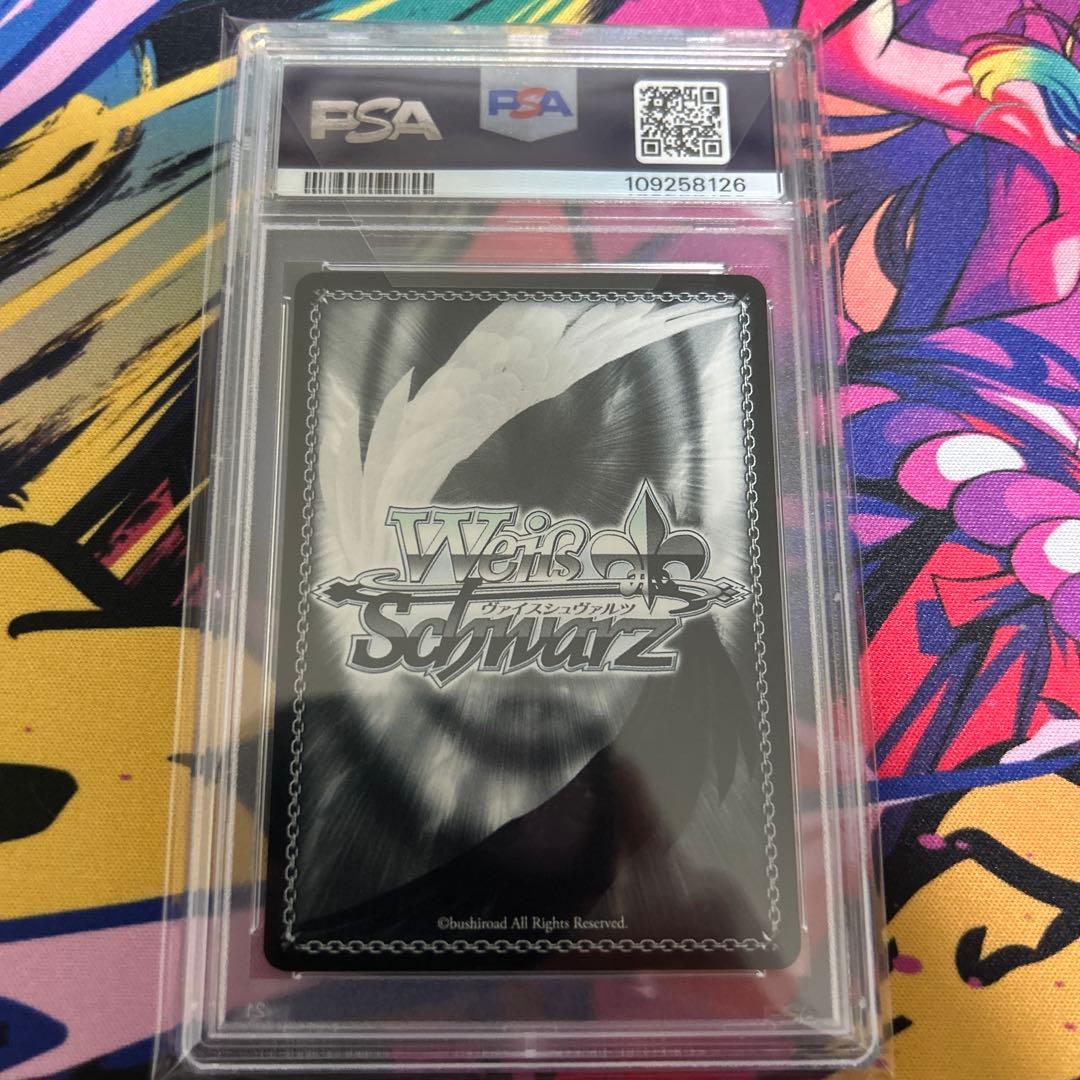 PSA
PSA
109258126
Weiß
ヴァイスシュヴァルツ
Schwarz
©bushiroad All Rights Reserved.